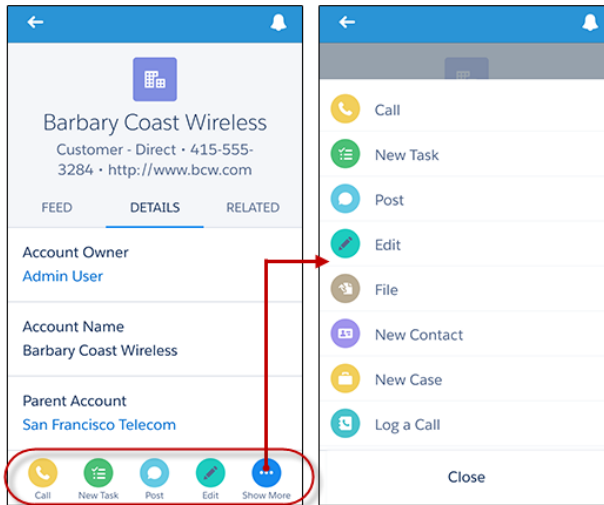 Barbary Coast Wireless
Customer - Direct • 415-555-
3284 • http://www.bcw.com
FEED DETAILS RELATED
Account Owner
Admin User
Account Name
Barbary Coast Wireless
Parent Account
San Francisco Telecom
Call New Task Post Edit Show More
Call
New Task
Post
Edit
File
New Contact
New Case
Log a Call
Close